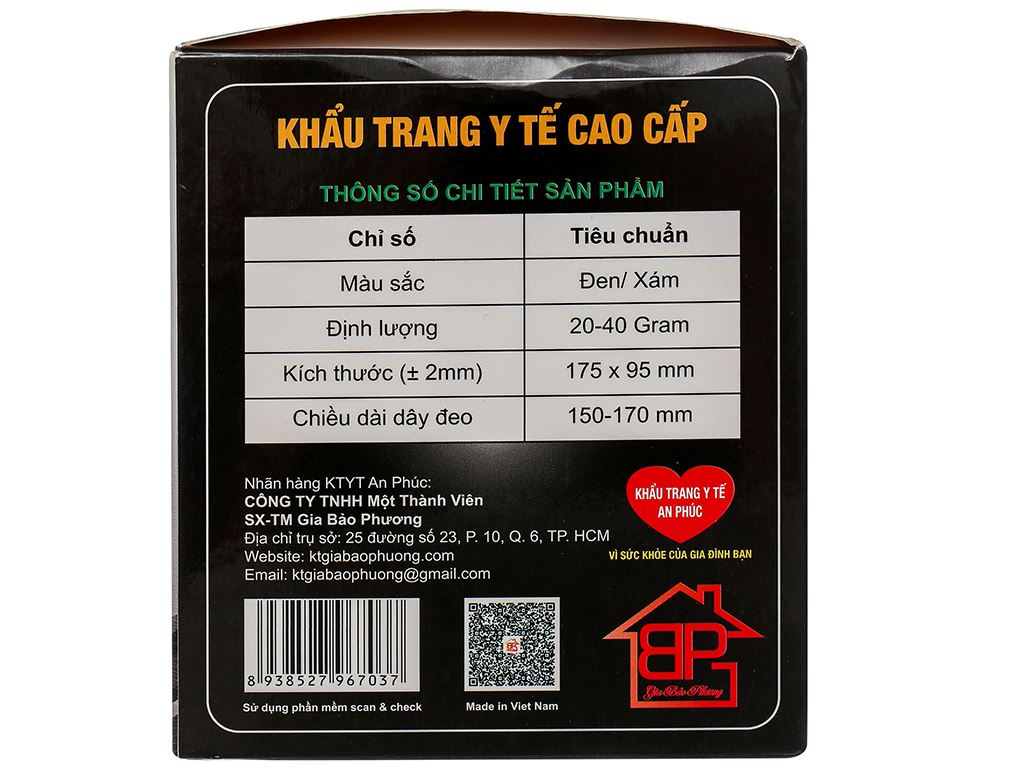 KHẨU TRANG Y TẾ CAO CẤP
THÔNG SỐ CHI TIẾT SẢN PHẨM
Chỉ số Tiêu chuẩn
Màu sắc Đen/ Xám
Định lượng 20-40 Gram
Kích thước (± 2mm) 175 x 95 mm
Chiều dài dây đeo 150-170 mm
Nhãn hàng KTYT An Phúc:
CÔNG TY TNHH Một Thành Viên
SX-TM Gia Bảo Phương
Địa chỉ trụ sở: 25 đường số 23, P. 10, Q. 6, TP. HCM
Website: ktgiabaophuong.com
Email: ktgiabaophuong@gmail.com
KHẨU TRANG Y TẾ
AN PHÚC
VÌ SỨC KHỎE CỦA GIA ĐÌNH BẠN
8 938527 967037
Sử dụng phần mềm scan & check
Made in Viet Nam
BP
Gia Bảo Phương